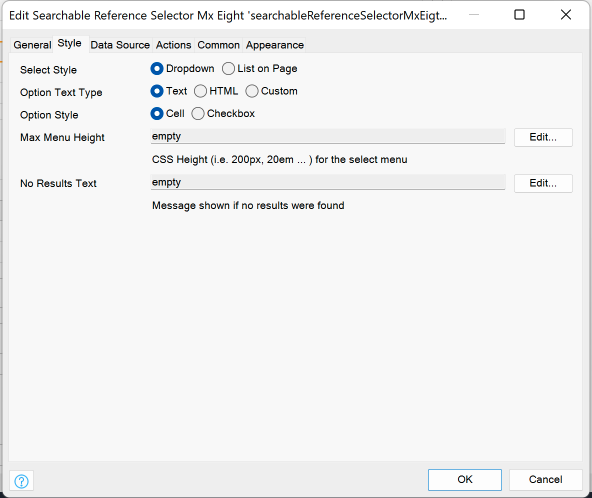 Edit Searchable Reference Selector Mx Eight 'searchableReferenceSelectorMxEigt...
General Style Data Source Actions Common Appearance
Select Style Dropdown List on Page
Option Text Type Text HTML Custom
Option Style Cell Checkbox
Max Menu Height empty Edit...
CSS Height (i.e. 200px, 20em ... ) for the select menu
No Results Text empty Edit...
Message shown if no results were found
? OK Cancel